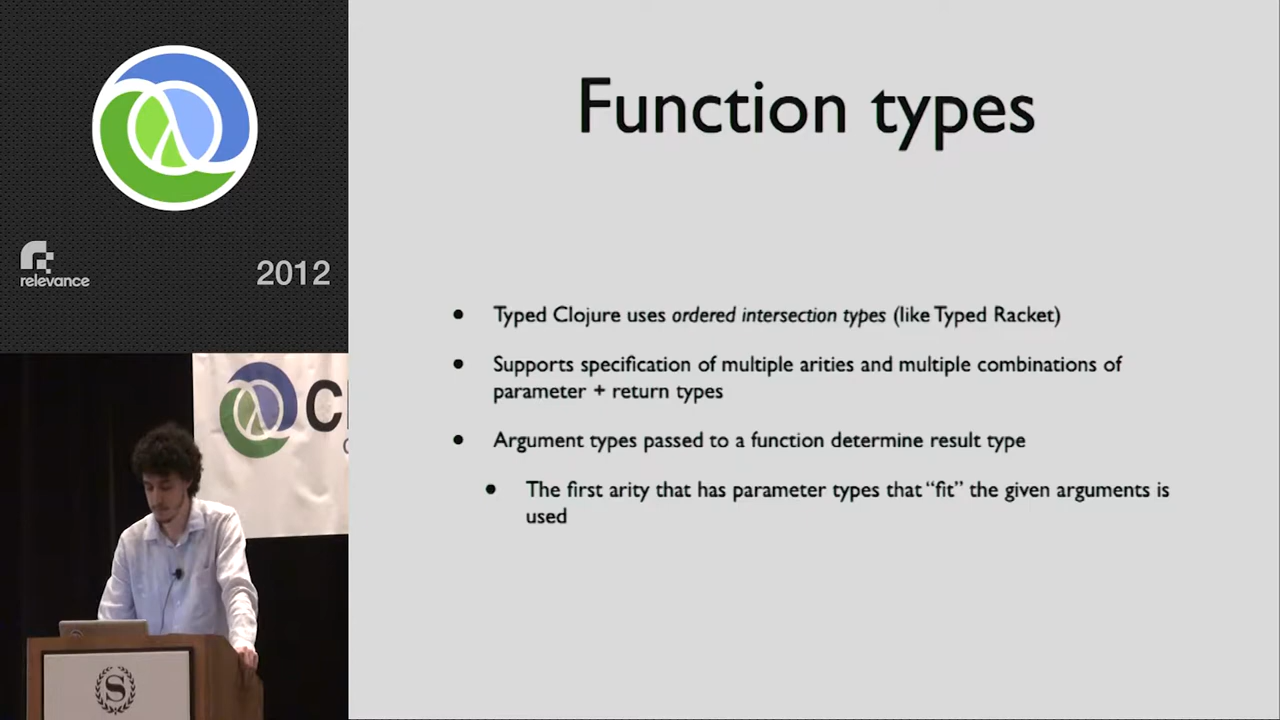 Function types
relevance
2012
• Typed Clojure uses ordered intersection types (like Typed Racket)
• Supports specification of multiple arities and multiple combinations of
parameter + return types
• Argument types passed to a function determine result type
• The first arity that has parameter types that “fit” the given arguments is
used
C
S